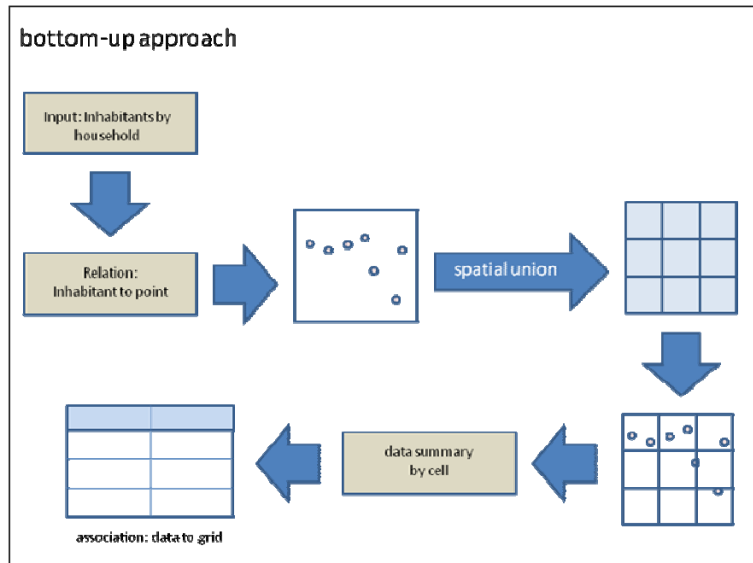 bottom-up approach
Input: Inhabitants by
household
Relation:
Inhabitant to point
spatial union
data summary
by cell
association: data to grid